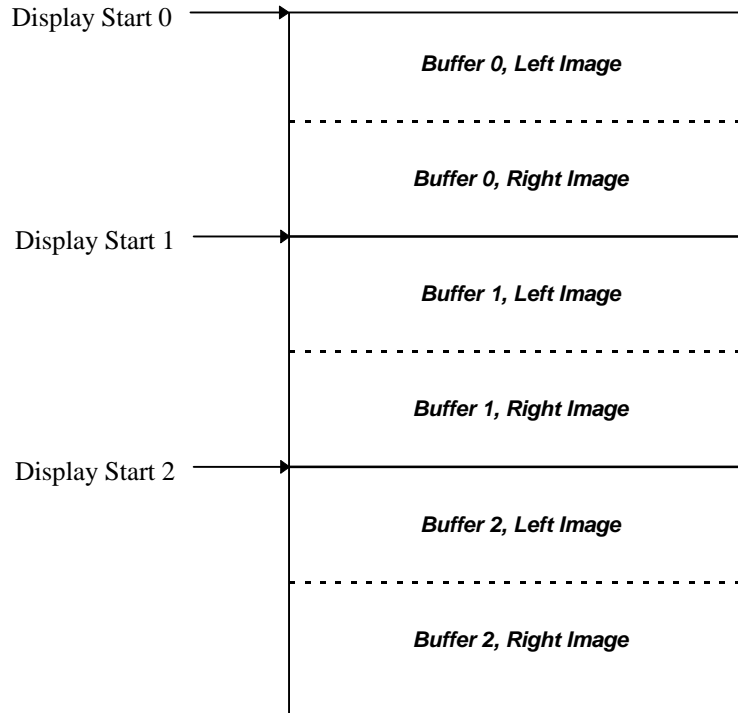 Display Start 0
Buffer 0, Left Image
Buffer 0, Right Image
Display Start 1
Buffer 1, Left Image
Buffer 1, Right Image
Display Start 2
Buffer 2, Left Image
Buffer 2, Right Image